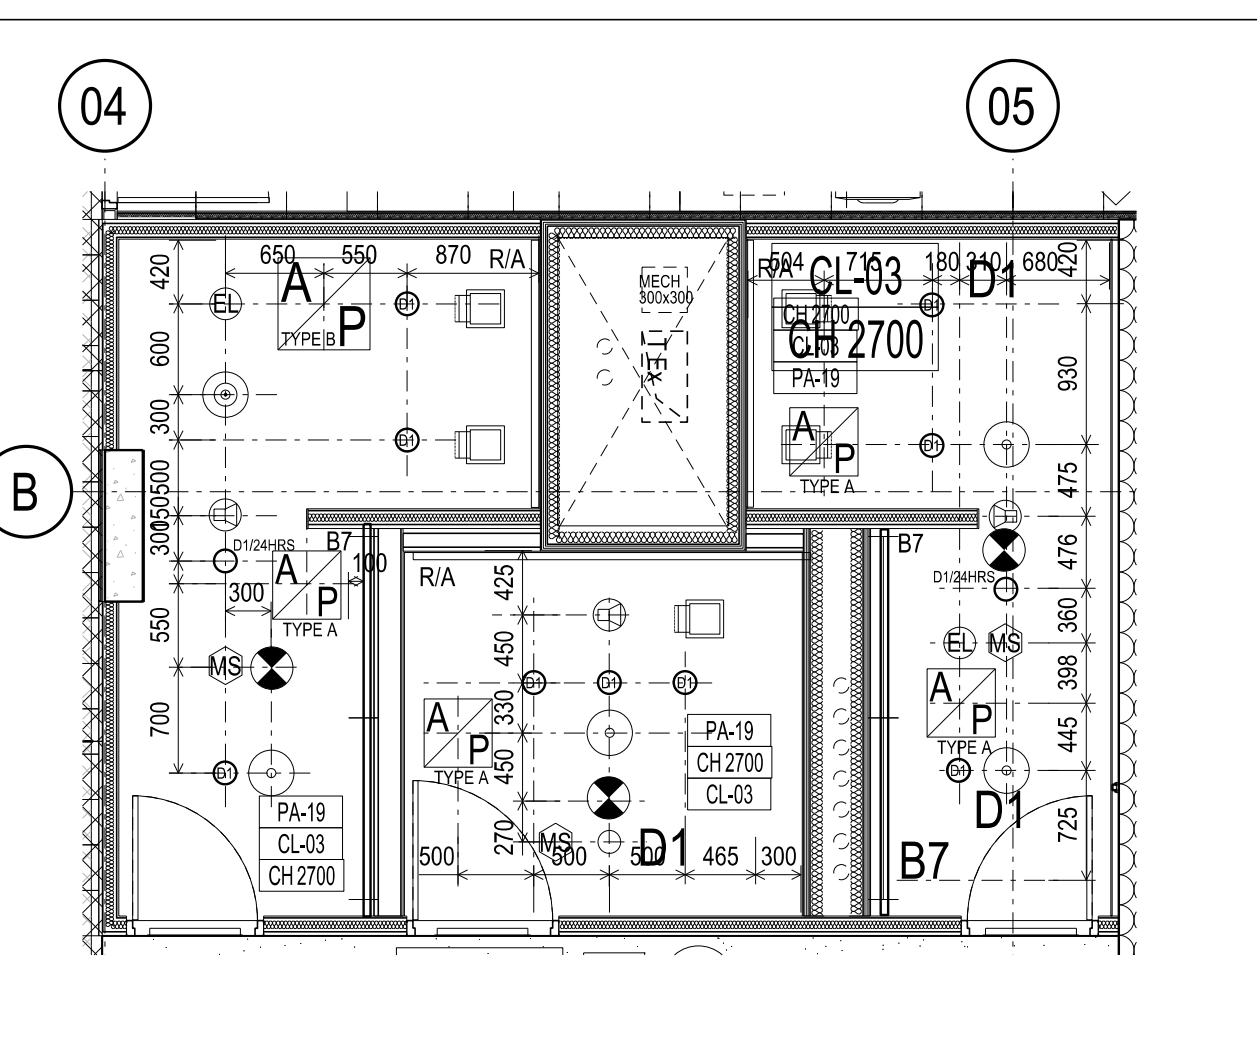 04
05
B
650
550
870
R/A
420
EL
A
P
TYPE B
D1
MECH
300x300
TEx
R/A
504
715
180
310
680
420
CL-03
D1
CH 2700
CH 2700
CL-03
PA-19
D1
600
930
300
D1
A
P
TYPE A
D1
500
475
150
300
D1/24HRS
B7
100
A
P
TYPE A
300
550
R/A
425
B7
476
D1/24HRS
360
MS
450
EL
MS
D1
D1
D1
398
A
P
TYPE A
330
A
P
TYPE A
PA-19
CH 2700
CL-03
700
450
445
D1
D1
PA-19
CL-03
CH 2700
270
MS
D1
D1
725
500
500
500
465
300
B7